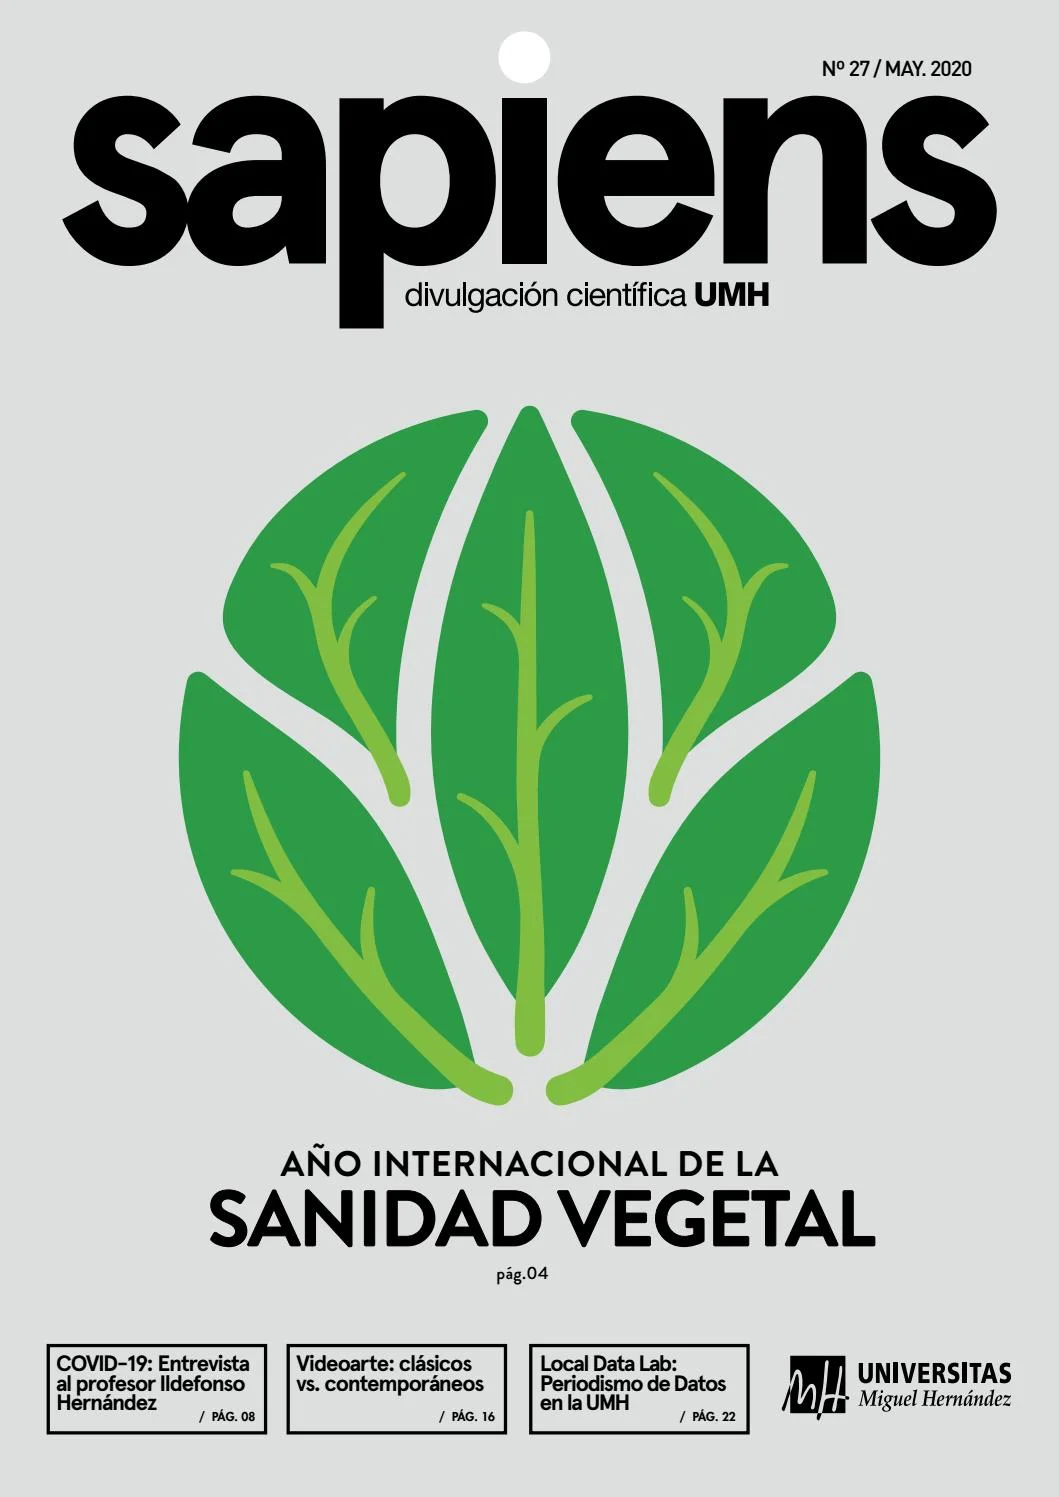 Nº 27 / MAY. 2020
sapiens
divulgación científica UMH
AÑO INTERNACIONAL DE LA
SANIDAD VEGETAL
pág.04
COVID-19: Entrevista
al profesor Ildefonso
Hernández
/ PÁG. 08
Videoarte: clásicos
vs. contemporáneos
/ PÁG. 16
Local Data Lab:
Periodismo de Datos
en la UMH
/ PÁG. 22
MH
UNIVERSITAS
Miguel Hernández